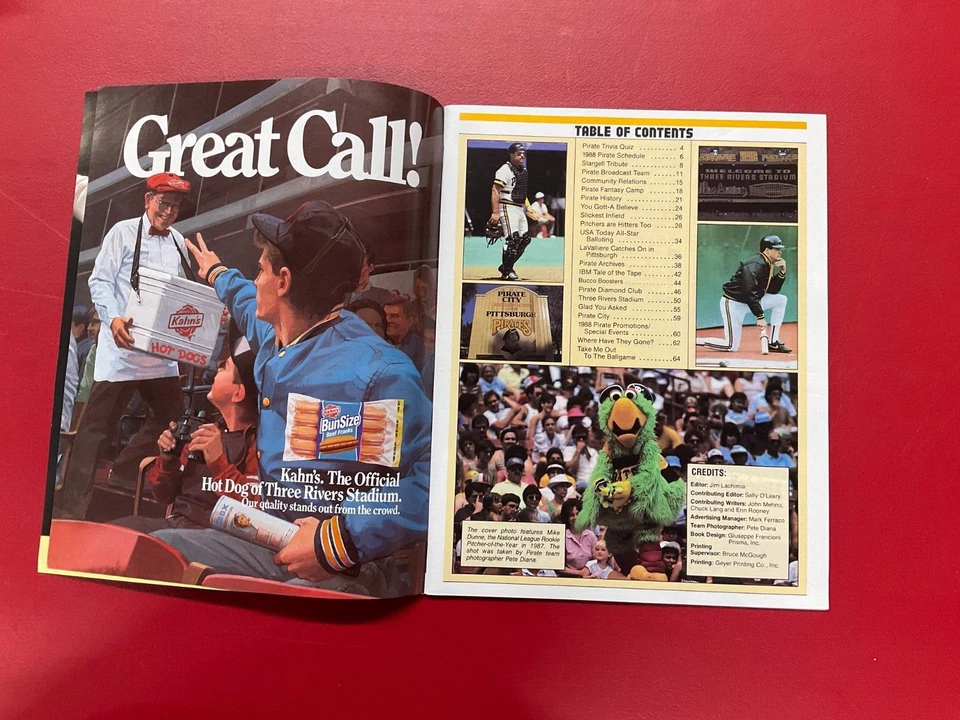 Great Call!
Kahn's
HOT DOGS
BunSize
Beef Franks
Kahn's. The Official
Hot Dog of Three Rivers Stadium.
Our quality stands out from the crowd.
TABLE OF CONTENTS
Pirate Trivia Quiz . . . . . . . . . . . 4
1988 Pirate Schedule . . . . . . . . 6
Stargell Tribute . . . . . . . . . . . . . 8
Pirate Broadcast Team . . . . . . 11
Community Relations . . . . . . . 15
Pirate Fantasy Camp . . . . . . . 18
Pirate History . . . . . . . . . . . . . 21
You Gott-A Believe . . . . . . . . . 24
Slickest Infield . . . . . . . . . . . . 26
Pitchers are Hitters Too . . . . . 28
USA Today All-Star
Balloting . . . . . . . . . . . . . . . 34
LaValliere Catches On in
Pittsburgh . . . . . . . . . . . . . . 36
Pirate Archives . . . . . . . . . . . . 38
IBM Tale of the Tape . . . . . . . . 42
Bucco Boosters . . . . . . . . . . . 44
Pirate Diamond Club . . . . . . . 46
Three Rivers Stadium . . . . . . . 50
Glad You Asked . . . . . . . . . . . 55
Pirate City . . . . . . . . . . . . . . . 59
1988 Pirate Promotions/
Special Events . . . . . . . . . . . 60
Where Have They Gone? . . . . 62
Take Me Out
To The Ballgame . . . . . . . . . . 64
WELCOME TO
THREE RIVERS STADIUM
PIRATE
CITY
PITTSBURGH
PIRATES
The cover photo features Mike
Dunne, the National League Rookie
Pitcher-of-the-Year in 1987. The
shot was taken by Pirate team
photographer Pete Diana.
CREDITS:
Editor: Jim Lachimia
Contributing Editor: Sally O'Leary
Contributing Writers: John Mehno,
Chuck Lang and Erin Rooney
Advertising Manager: Mark Ferraco
Team Photographer: Pete Diana
Book Design: Giuseppe Francioni
Prisma, Inc.
Printing
Supervisor: Bruce McGough
Printing: Geyer Printing Co., Inc.